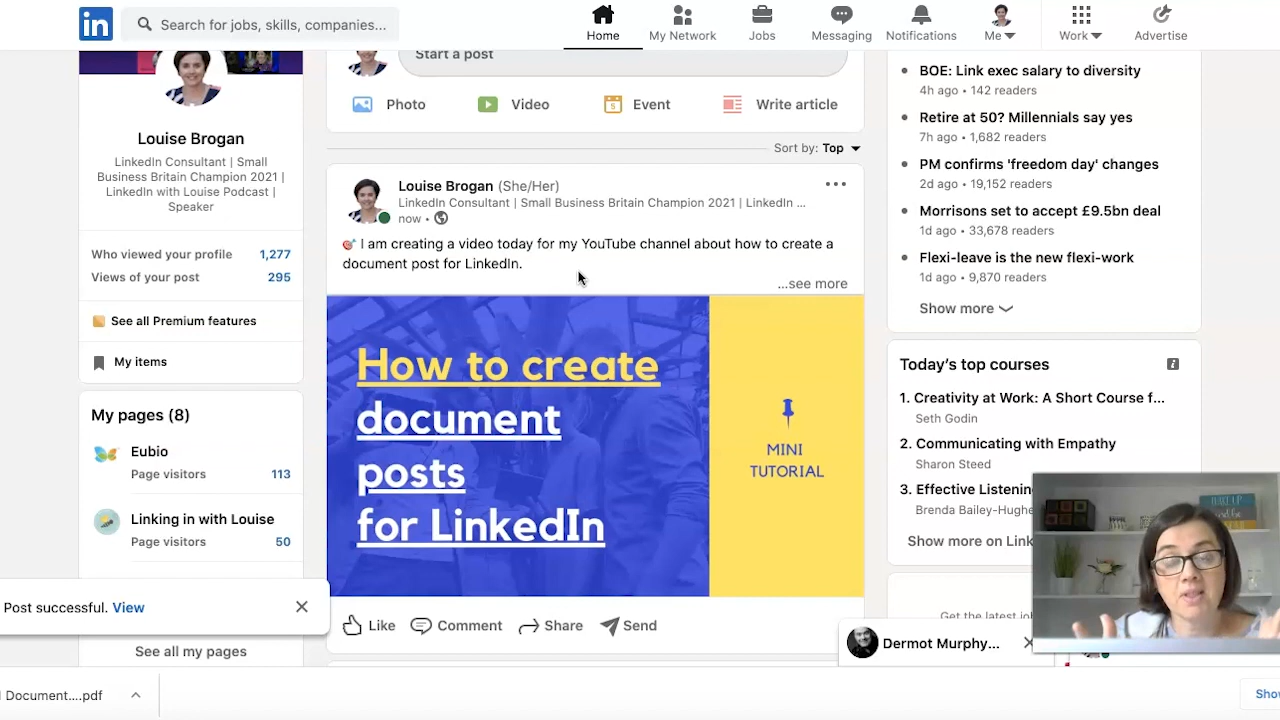 in
Search for jobs, skills, companies...
Home
My Network
Jobs
Messaging
Notifications
Me
Work
Advertise
Louise Brogan
LinkedIn Consultant | Small
Business Britain Champion 2021 |
LinkedIn with Louise Podcast |
Speaker
Who viewed your profile 1,277
Views of your post 295
See all Premium features
My items
My pages (8)
Eubio
Page visitors 113
Linking in with Louise
Page visitors 50
Post successful. View
See all my pages
Document....pdf
Start a post
Photo
Video
Event
Write article
Sort by: Top
Louise Brogan (She/Her)
LinkedIn Consultant | Small Business Britain Champion 2021 | LinkedIn ...
now •
I am creating a video today for my YouTube channel about how to create a
document post for LinkedIn.
...see more
How to create
document
posts
for LinkedIn
MINI
TUTORIAL
Like
Comment
Share
Send
BOE: Link exec salary to diversity
4h ago • 142 readers
Retire at 50? Millennials say yes
7h ago • 1,682 readers
PM confirms 'freedom day' changes
2d ago • 19,152 readers
Morrisons set to accept £9.5bn deal
1d ago • 33,678 readers
Flexi-leave is the new flexi-work
1d ago • 9,870 readers
Show more
Today's top courses
1. Creativity at Work: A Short Course f...
Seth Godin
2. Communicating with Empathy
Sharon Steed
3. Effective Listenin
Brenda Bailey-Hughe
Show more on Link
Get the latest jo
Dermot Murphy...
WAKE UP
Sho